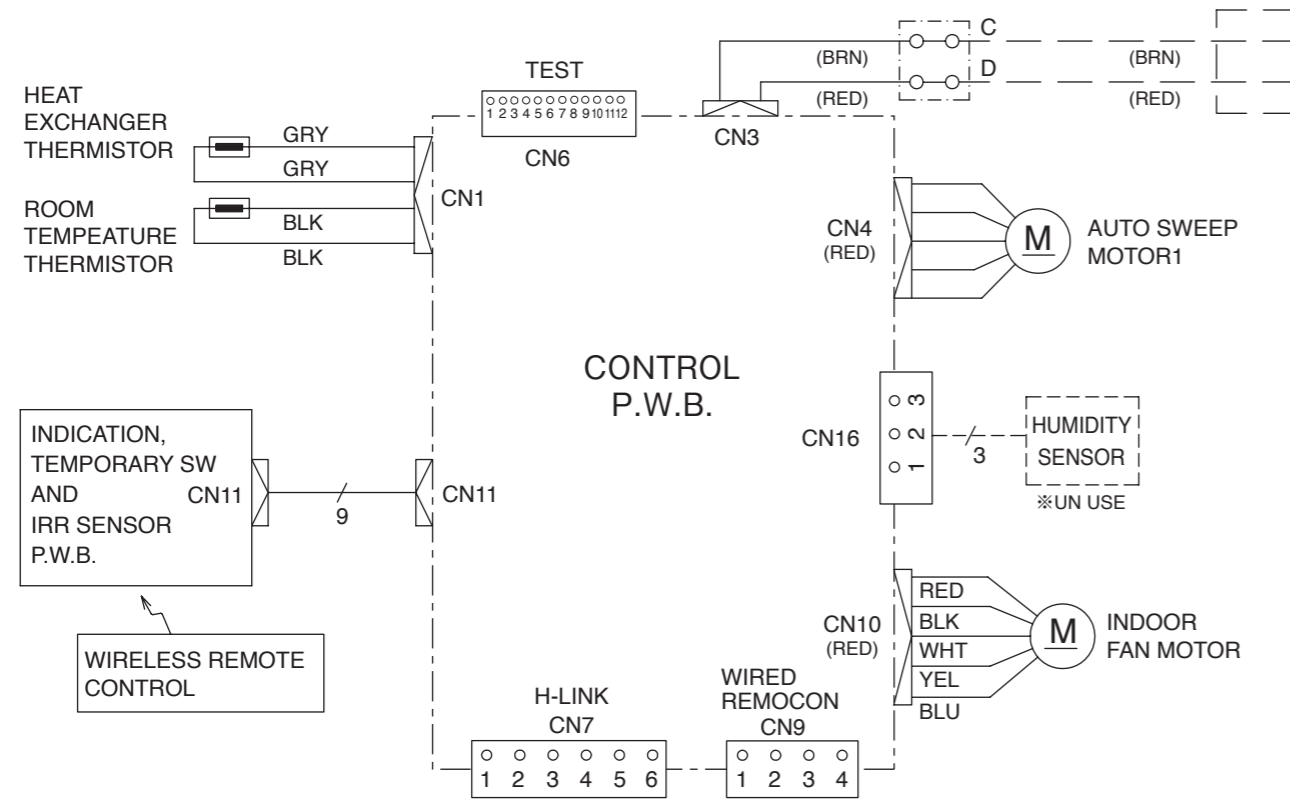 C
(BRN)
(BRN)
D
(RED)
(RED)
TEST
1 2 3 4 5 6 7 8 9 10 11 12
CN6
CN3
HEAT
EXCHANGER
THERMISTOR
GRY
GRY
CN1
ROOM
TEMPEATURE
THERMISTOR
BLK
BLK
CN4
(RED)
M
AUTO SWEEP
MOTOR1
CONTROL
P.W.B.
INDICATION,
TEMPORARY SW
AND CN11
IRR SENSOR
P.W.B.
9
CN11
CN16
3
2
1
3
HUMIDITY
SENSOR
※UN USE
WIRELESS REMOTE
CONTROL
CN10
(RED)
RED
BLK
WHT
YEL
BLU
M
INDOOR
FAN MOTOR
H-LINK
CN7
1 2 3 4 5 6
WIRED
REMOCON
CN9
1 2 3 4